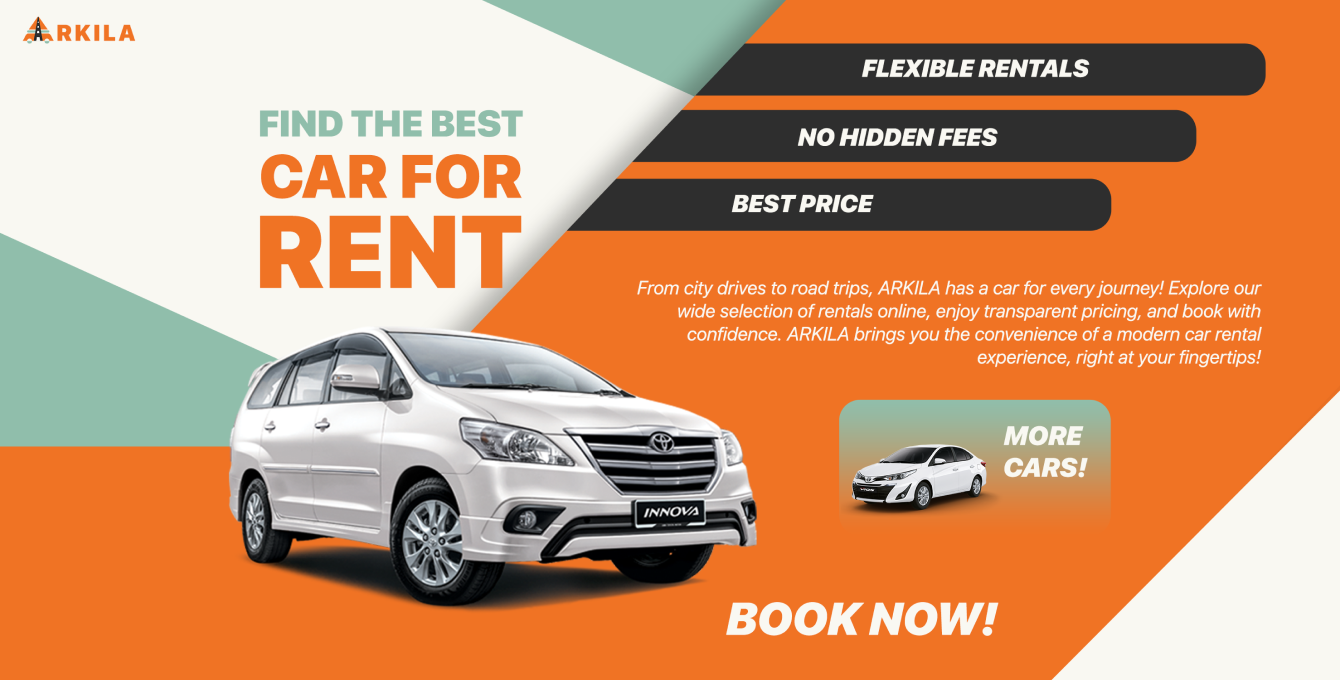 ARKILA
FIND THE BEST
CAR FOR
RENT
FLEXIBLE RENTALS
NO HIDDEN FEES
BEST PRICE
From city drives to road trips, ARKILA has a car for every journey! Explore our
wide selection of rentals online, enjoy transparent pricing, and book with
confidence. ARKILA brings you the convenience of a modern car rental
experience, right at your fingertips!
MORE
CARS!
VIOS
INNOVA
BOOK NOW!